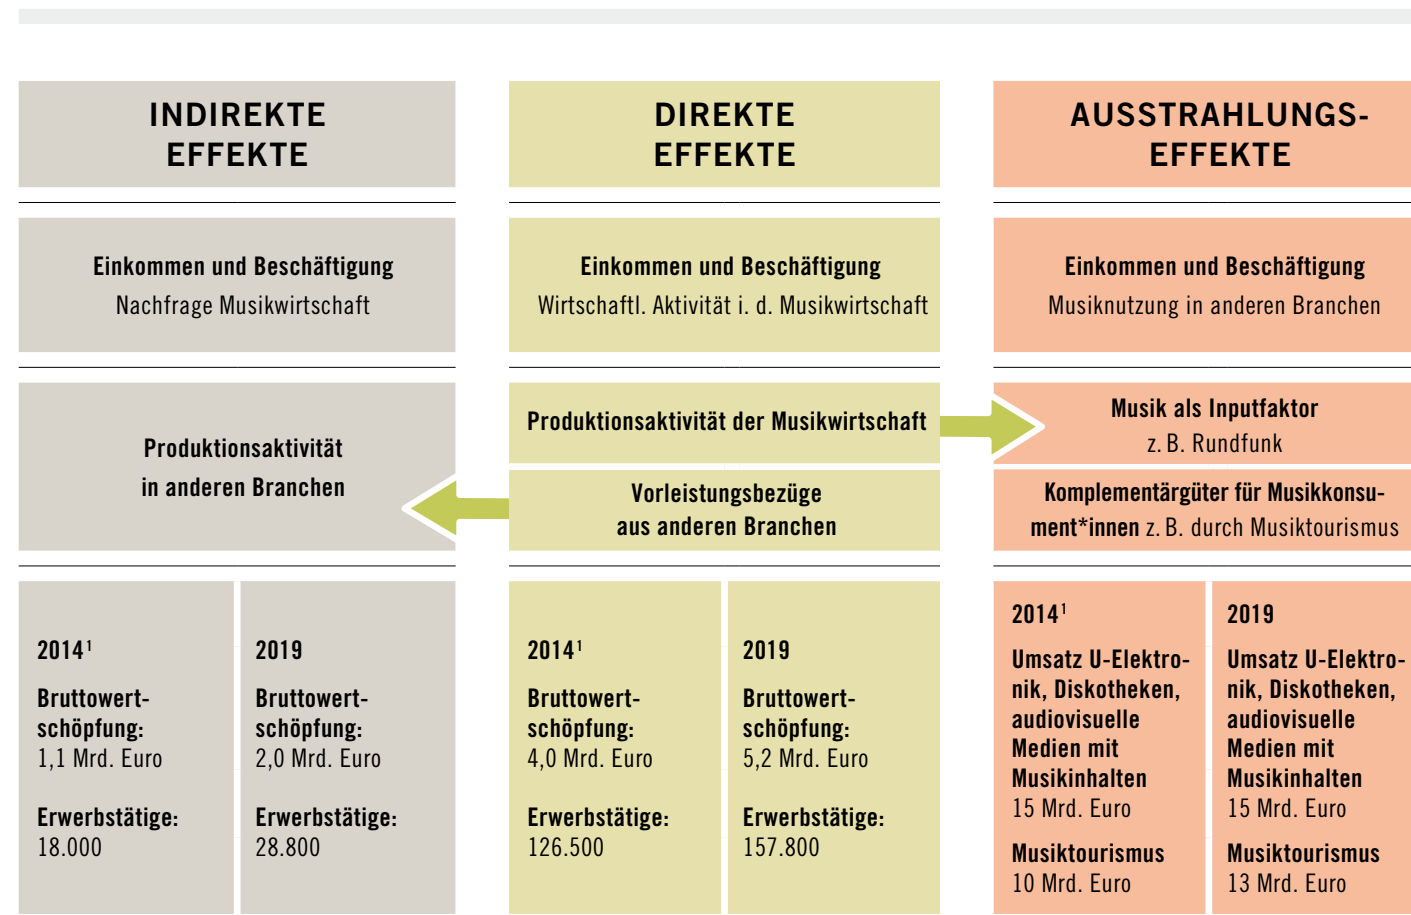 INDIREKTE
EFFEKTE
Einkommen und Beschäftigung
Nachfrage Musikwirtschaft
Produktionsaktivität
in anderen Branchen
2014¹
Bruttowert-
schöpfung:
1,1 Mrd. Euro
Erwerbstätige:
18.000
2019
Bruttowert-
schöpfung:
2,0 Mrd. Euro
Erwerbstätige:
28.800
DIREKTE
EFFEKTE
Einkommen und Beschäftigung
Wirtschaftl. Aktivität i. d. Musikwirtschaft
Produktionsaktivität der Musikwirtschaft
Vorleistungsbezüge
aus anderen Branchen
2014¹
Bruttowert-
schöpfung:
4,0 Mrd. Euro
Erwerbstätige:
126.500
2019
Bruttowert-
schöpfung:
5,2 Mrd. Euro
Erwerbstätige:
157.800
AUSSTRAHLUNGS-
EFFEKTE
Einkommen und Beschäftigung
Musiknutzung in anderen Branchen
Musik als Inputfaktor
z. B. Rundfunk
Komplementärgüter für Musikkonsu-
ment*innen z. B. durch Musiktourismus
2014¹
Umsatz U-Elektro-
nik, Diskotheken,
audiovisuelle
Medien mit
Musikinhalten
15 Mrd. Euro
Musiktourismus
10 Mrd. Euro
2019
Umsatz U-Elektro-
nik, Diskotheken,
audiovisuelle
Medien mit
Musikinhalten
15 Mrd. Euro
Musiktourismus
13 Mrd. Euro